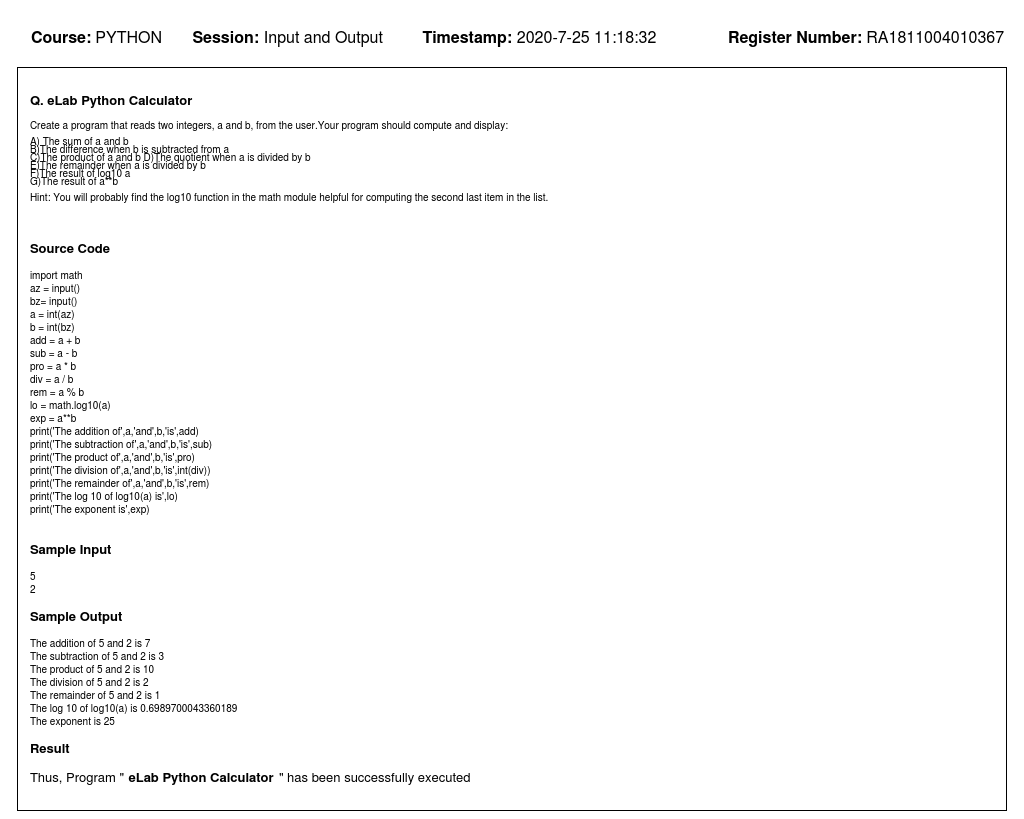 Course: PYTHON Session: Input and Output Timestamp: 2020-7-25 11:18:32 Register Number: RA1811004010367
Q. eLab Python Calculator
Create a program that reads two integers, a and b, from the user.Your program should compute and display:
A) The sum of a and b
B)The difference when b is subtracted from a
C)The product of a and b D)The quotient when a is divided by b
E)The remainder when a is divided by b
F)The result of log10 a
G)The result of a**b
Hint: You will probably find the log10 function in the math module helpful for computing the second last item in the list.
Source Code
import math
az = input()
bz= input()
a = int(az)
b = int(bz)
add = a + b
sub = a - b
pro = a * b
div = a / b
rem = a % b
lo = math.log10(a)
exp = a**b
print('The addition of',a,'and',b,'is',add)
print('The subtraction of',a,'and',b,'is',sub)
print('The product of',a,'and',b,'is',pro)
print('The division of',a,'and',b,'is',int(div))
print('The remainder of',a,'and',b,'is',rem)
print('The log 10 of log10(a) is',lo)
print('The exponent is',exp)
Sample Input
5
2
Sample Output
The addition of 5 and 2 is 7
The subtraction of 5 and 2 is 3
The product of 5 and 2 is 10
The division of 5 and 2 is 2
The remainder of 5 and 2 is 1
The log 10 of log10(a) is 0.6989700043360189
The exponent is 25
Result
Thus, Program " eLab Python Calculator " has been successfully executed